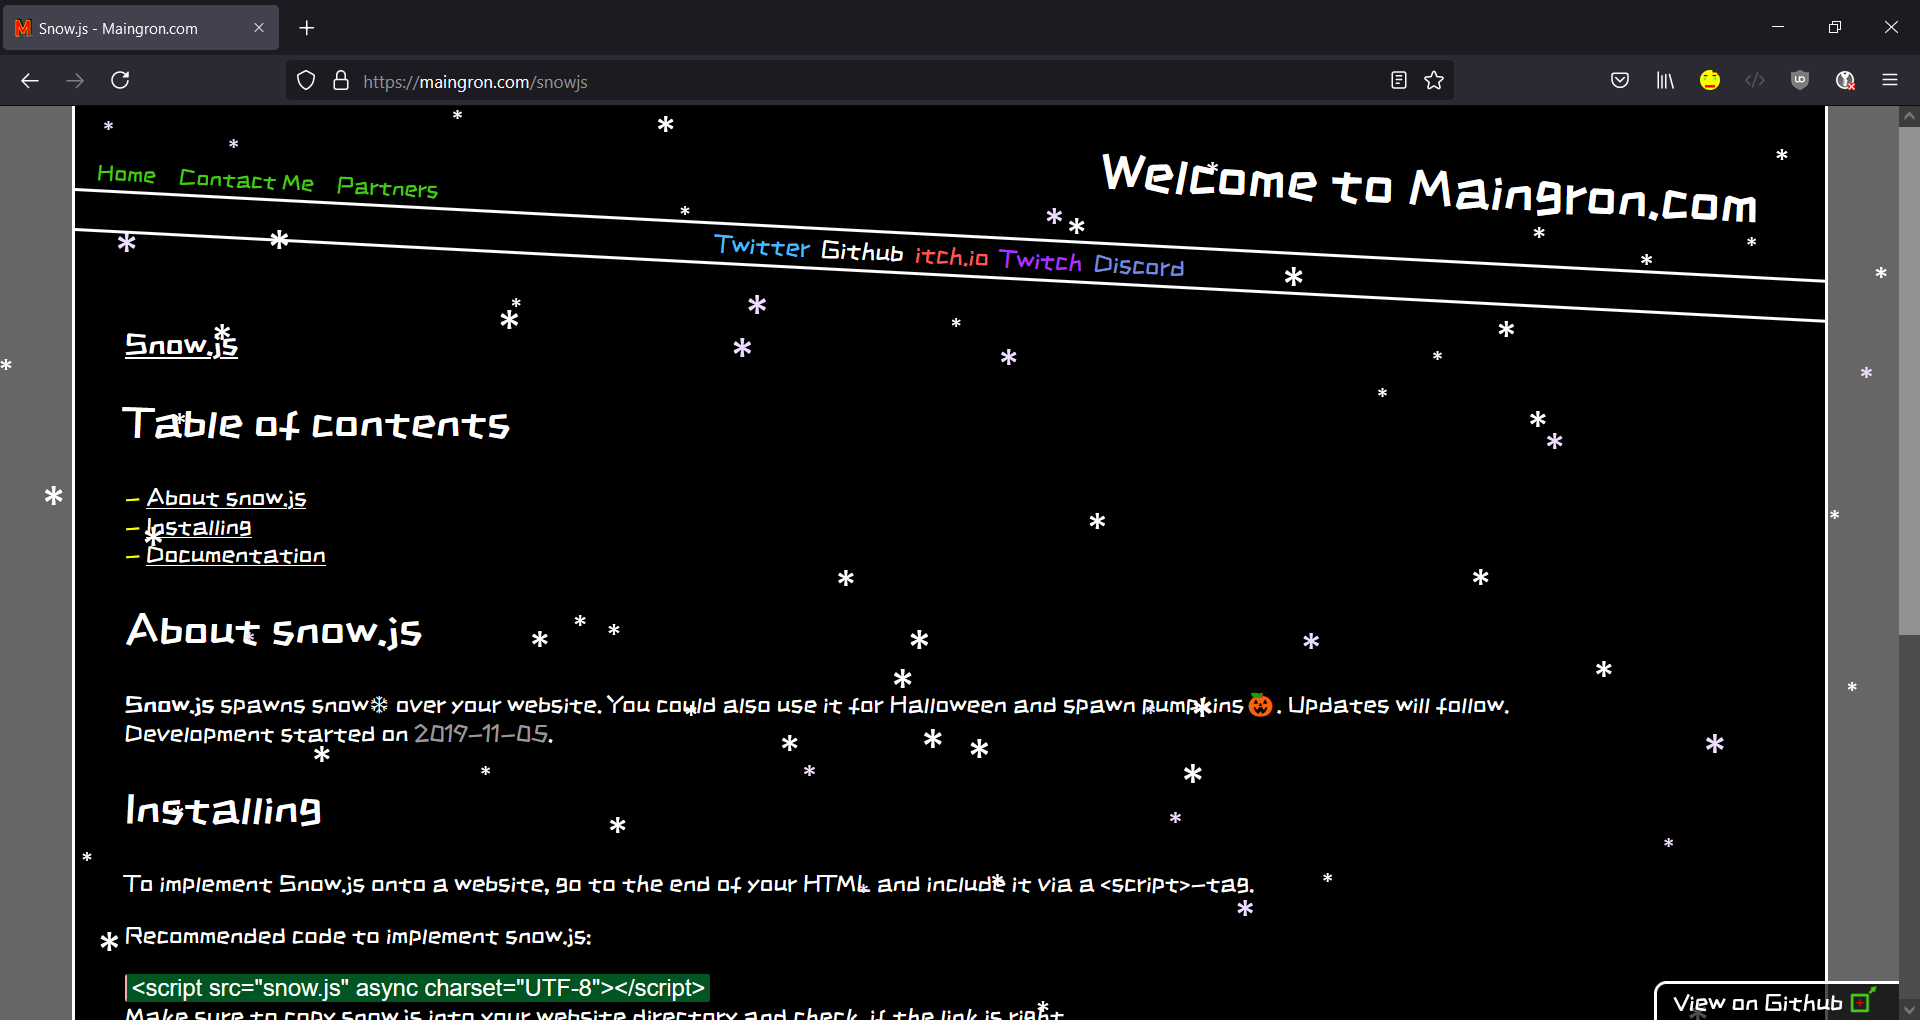 Snow.js - Maingron.com
https://maingron.com/snowjs
Home Contact Me Partners
Welcome to Maingron.com
Twitter Github itch.io Twitch Discord
Snow.js
Table of contents
– About snow.js
– Installing
– Documentation
About snow.js
Snow.js spawns snow❄ over your website. You could also use it for Halloween and spawn pumpkins🎃. Updates will follow.
Development started on 2019-11-05.
Installing
To implement Snow.js onto a website, go to the end of your HTML and include it via a <script>-tag.
Recommended code to implement snow.js:
<script src="snow.js" async charset="UTF-8"></script>
Make sure to copy snow.js into your website directory and check, if the link is right.
View on Github